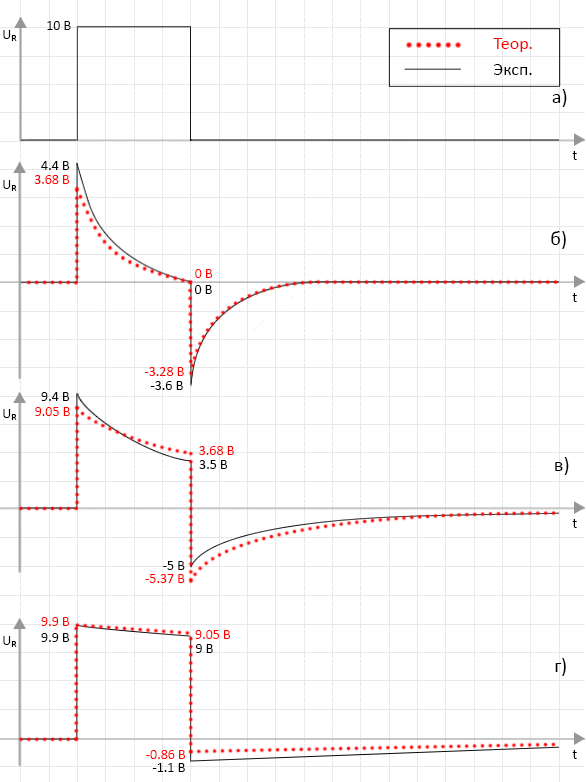 10 В
U_R
Теор.
Эксп.
а)
t
4.4 В
3.68 В
U_R
б)
0 В
0 В
t
-3.28 В
-3.6 В
9.4 В
U_R
9.05 В
3.68 В
3.5 В
в)
t
-5 В
-5.37 В
9.9 В
U_R
9.9 В
9.05 В
9 В
г)
t
-0.86 В
-1.1 В